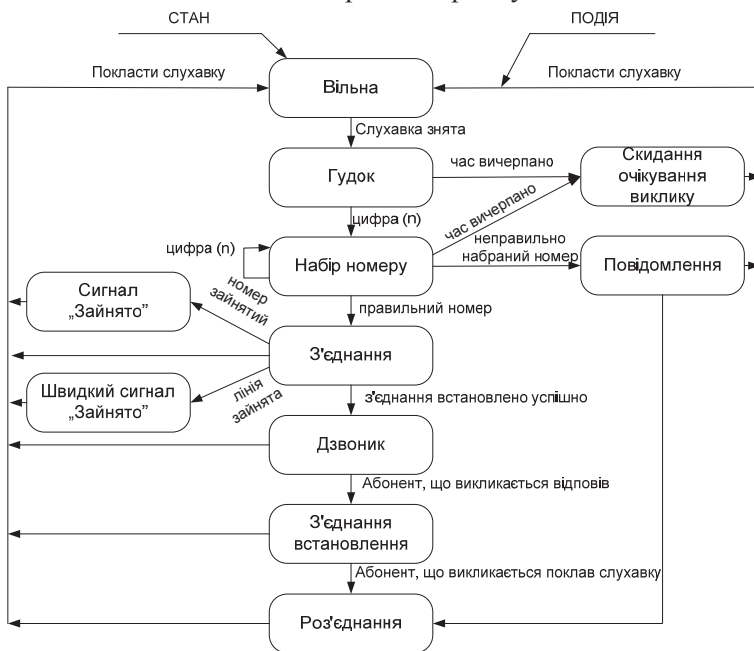 СТАН
ПОДІЯ
Покласти слухавку
Вільна
Покласти слухавку
Слухавка знята
Гудок
час вичерпано
Скидання
очікування
виклику
цифра (n)
час вичерпано
цифра (n)
Набір номеру
неправильно
набраний номер
Повідомлення
Сигнал
„Зайнято”
номер
зайнятий
правильний номер
З'єднання
Швидкий сигнал
„Зайнято”
лінія
зайнята
з'єднання встановлено успішно
Дзвоник
Абонент, що викликається відповів
З'єднання
встановлення
Абонент, що викликається поклав слухавку
Роз'єднання